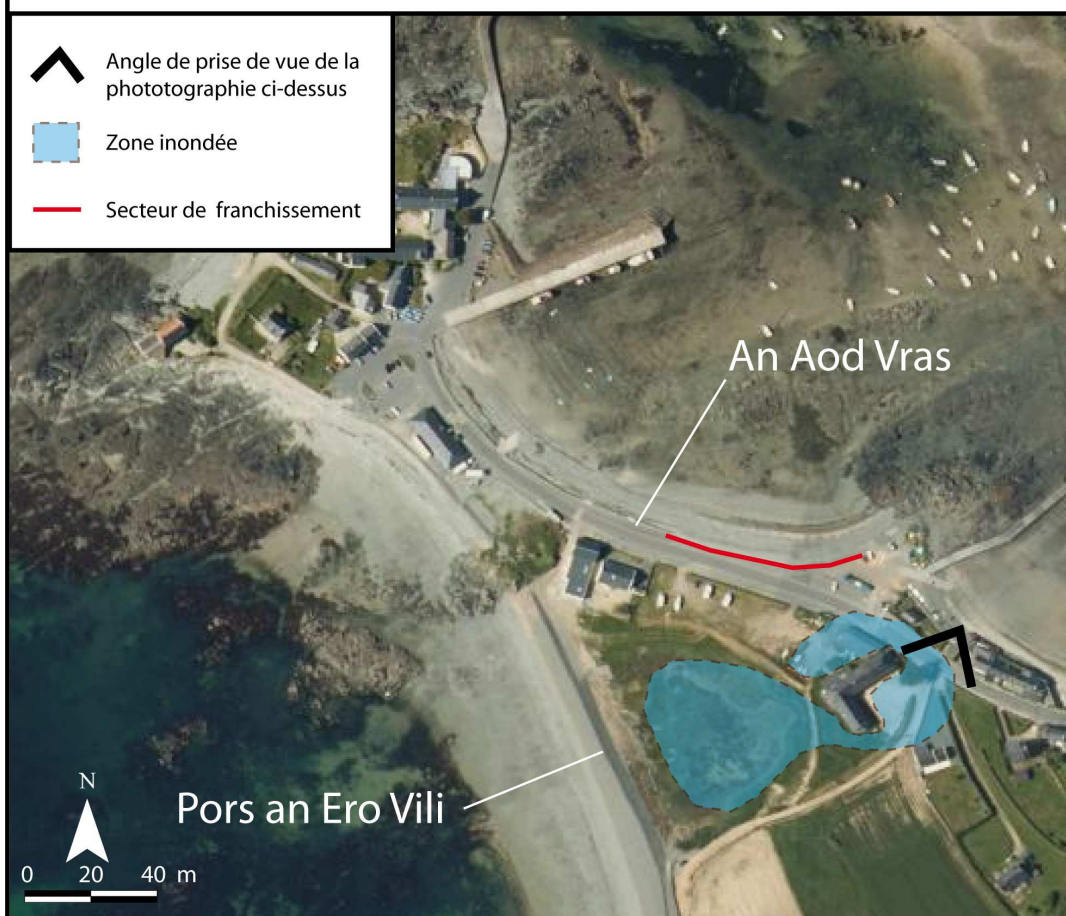 Angle de prise de vue de la
phototographie ci-dessus
Zone inondée
Secteur de franchissement
An Aod Vras
Pors an Ero Vili
N
0 20 40 m